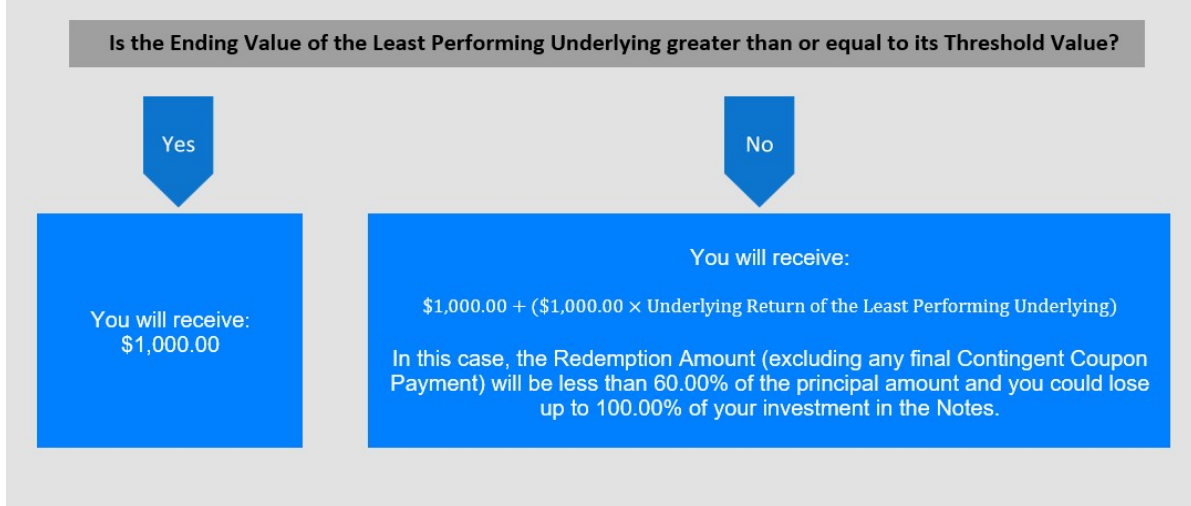 Is the Ending Value of the Least Performing Underlying greater than or equal to its Threshold Value?
Yes
No
You will receive:
$1,000.00
You will receive:
$1,000.00 + ($1,000.00 × Underlying Return of the Least Performing Underlying)
In this case, the Redemption Amount (excluding any final Contingent Coupon
Payment) will be less than 60.00% of the principal amount and you could lose
up to 100.00% of your investment in the Notes.